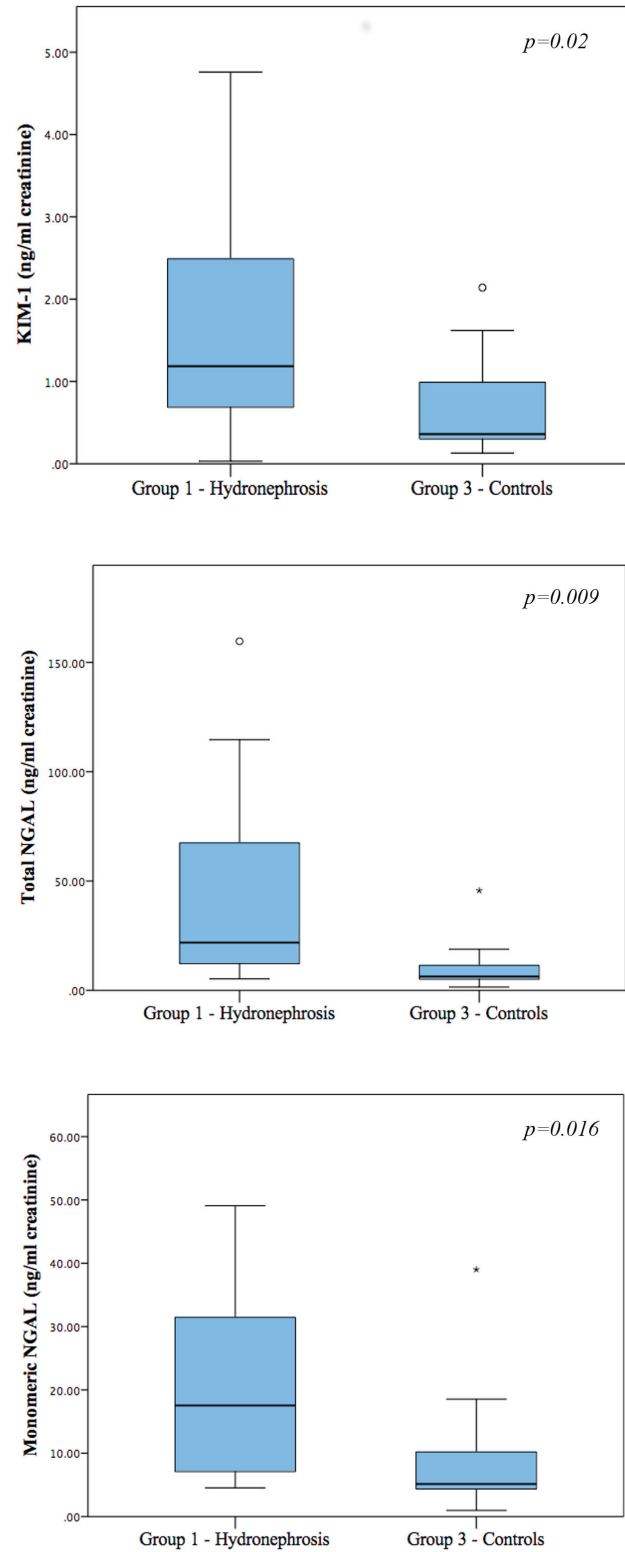 p=0.02
KIM-1 (ng/ml creatinine)
5.00
4.00
3.00
2.00
1.00
.00
Group 1 - Hydronephrosis Group 3 - Controls
p=0.009
Total NGAL (ng/ml creatinine)
150.00
100.00
50.00
.00
Group 1 - Hydronephrosis Group 3 - Controls
p=0.016
Monomeric NGAL (ng/ml creatinine)
60.00
50.00
40.00
30.00
20.00
10.00
.00
Group 1 - Hydronephrosis Group 3 - Controls